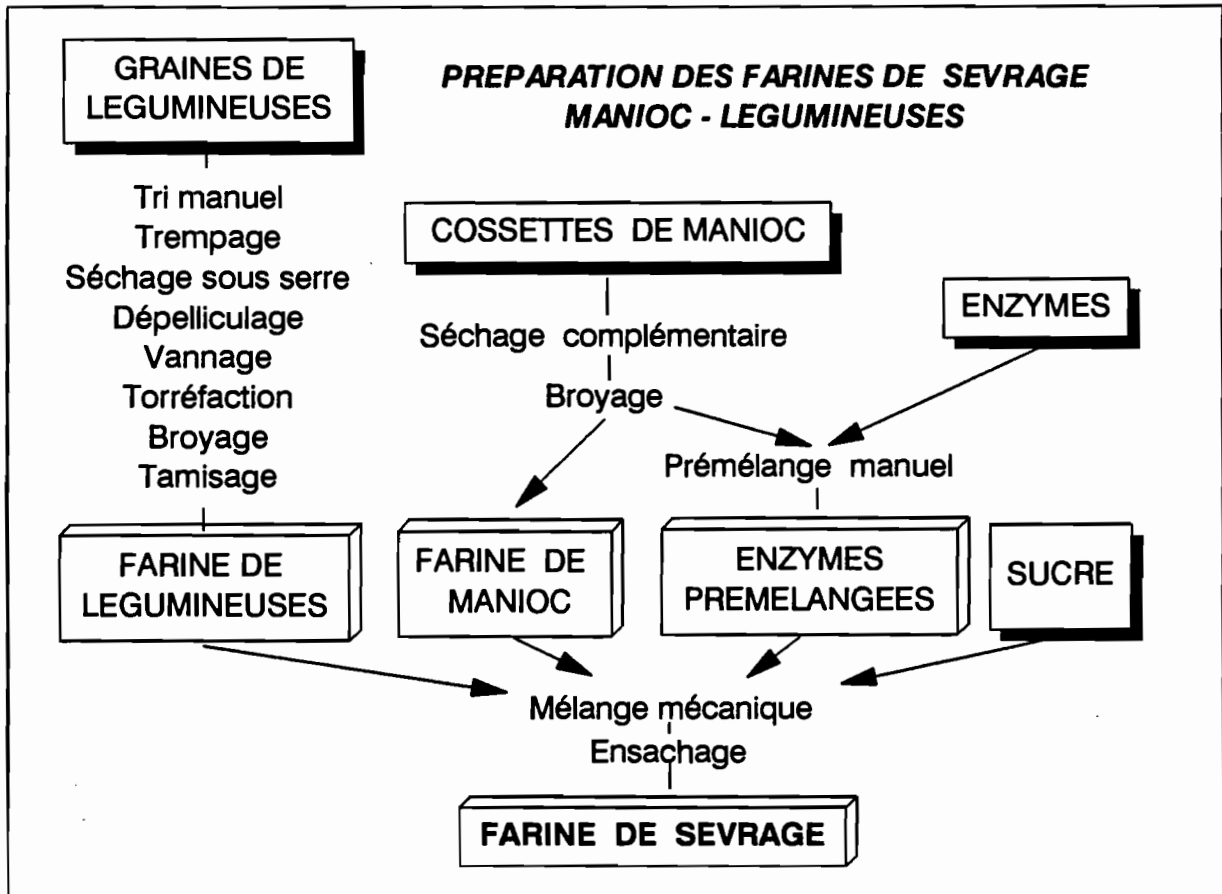 PREPARATION DES FARINES DE SEVRAGE
MANIOC - LEGUMINEUSES
GRAINES DE
LEGUMINEUSES
Tri manuel
Trempage
Séchage sous serre
Dépelliculage
Vannage
Torréfaction
Broyage
Tamisage
FARINE DE
LEGUMINEUSES
COSSETTES DE MANIOC
Séchage complémentaire
Broyage
FARINE DE
MANIOC
ENZYMES
Prémélange manuel
ENZYMES
PREMELANGEES
SUCRE
Mélange mécanique
Ensachage
FARINE DE SEVRAGE